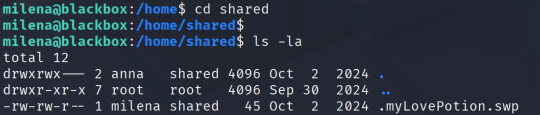 milena@blackbox:/home$ cd shared
milena@blackbox:/home/shared$
milena@blackbox:/home/shared$ ls -la
total 12
drwxrwx--- 2 anna   shared 4096 Oct  2  2024 .
drwxr-xr-x 7 root   root   4096 Sep 30  2024 ..
-rw-rw-r-- 1 milena shared   45 Oct  2  2024 .myLovePotion.swp